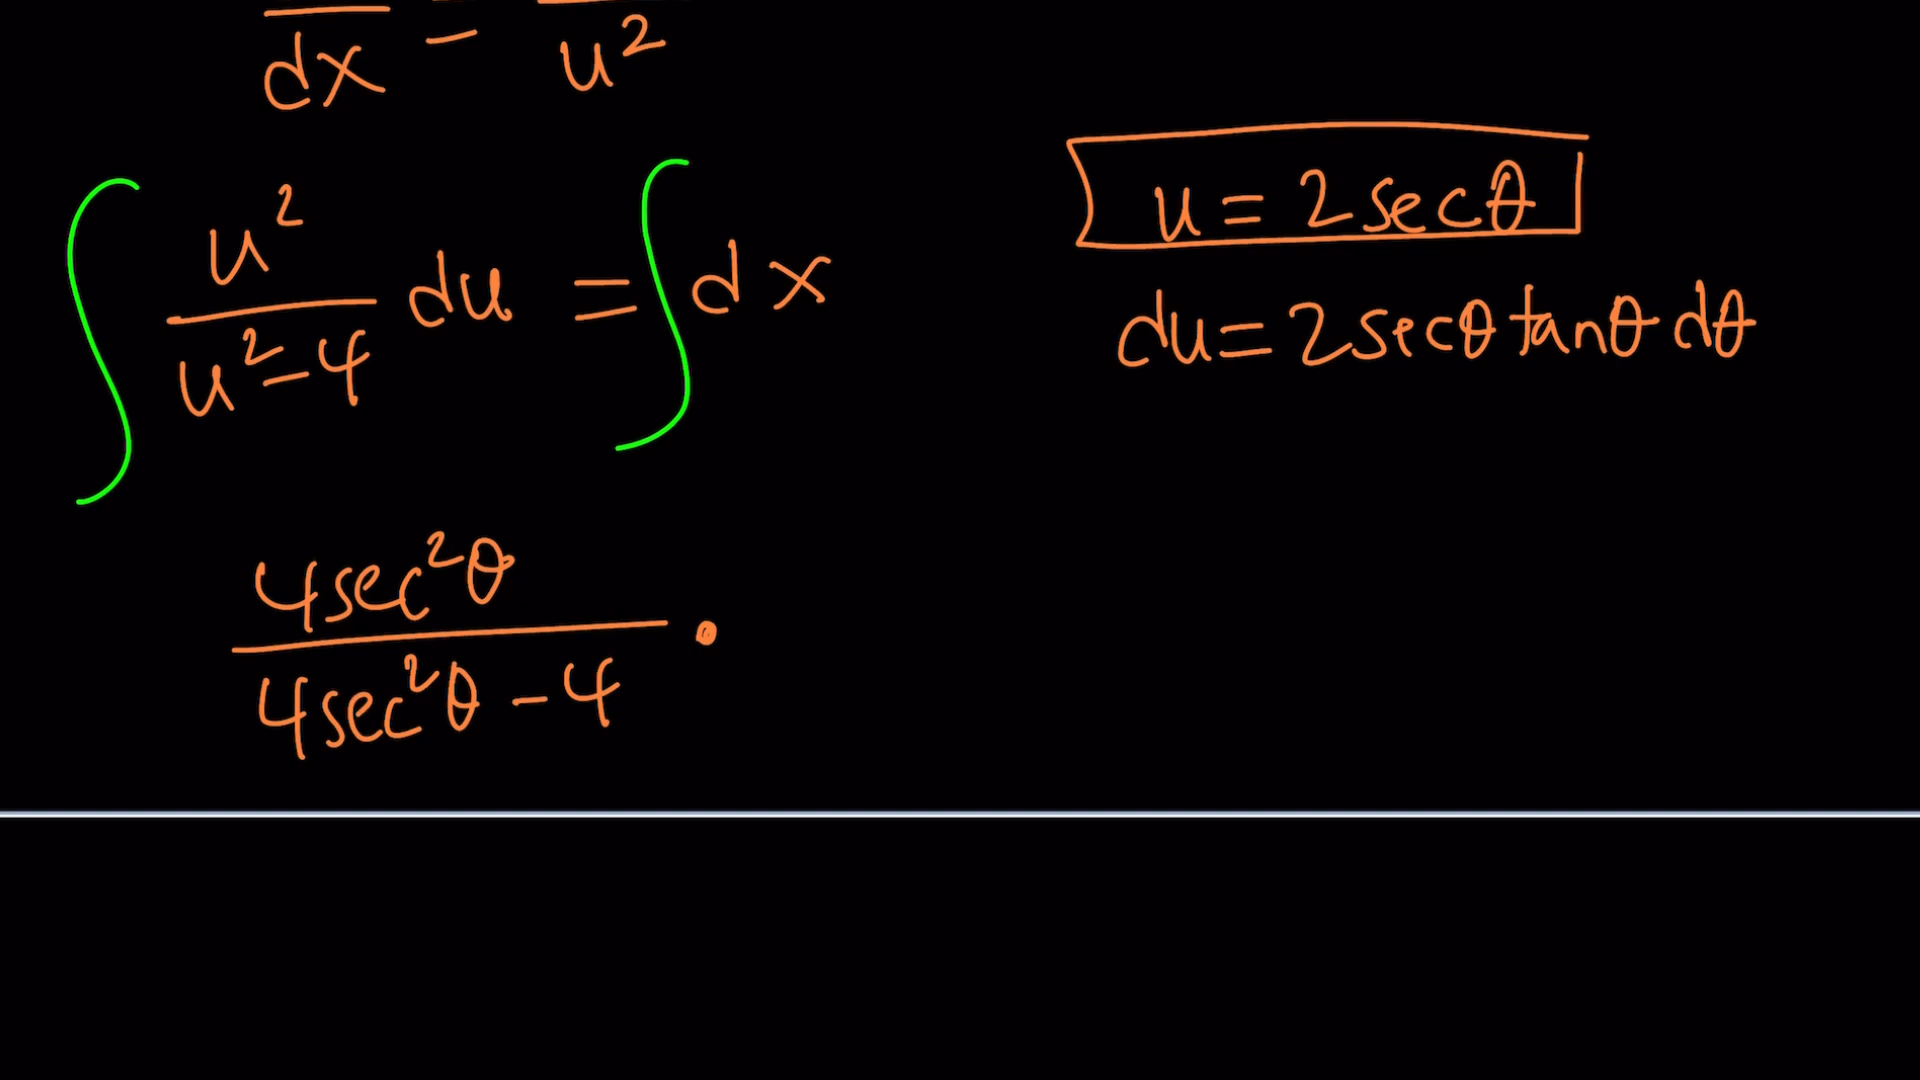 dx = u²
∫ u²/(u²-4) du = ∫ dx
u = 2secθ
du = 2secθ tanθ dθ
4sec²θ/(4sec²θ - 4) ·